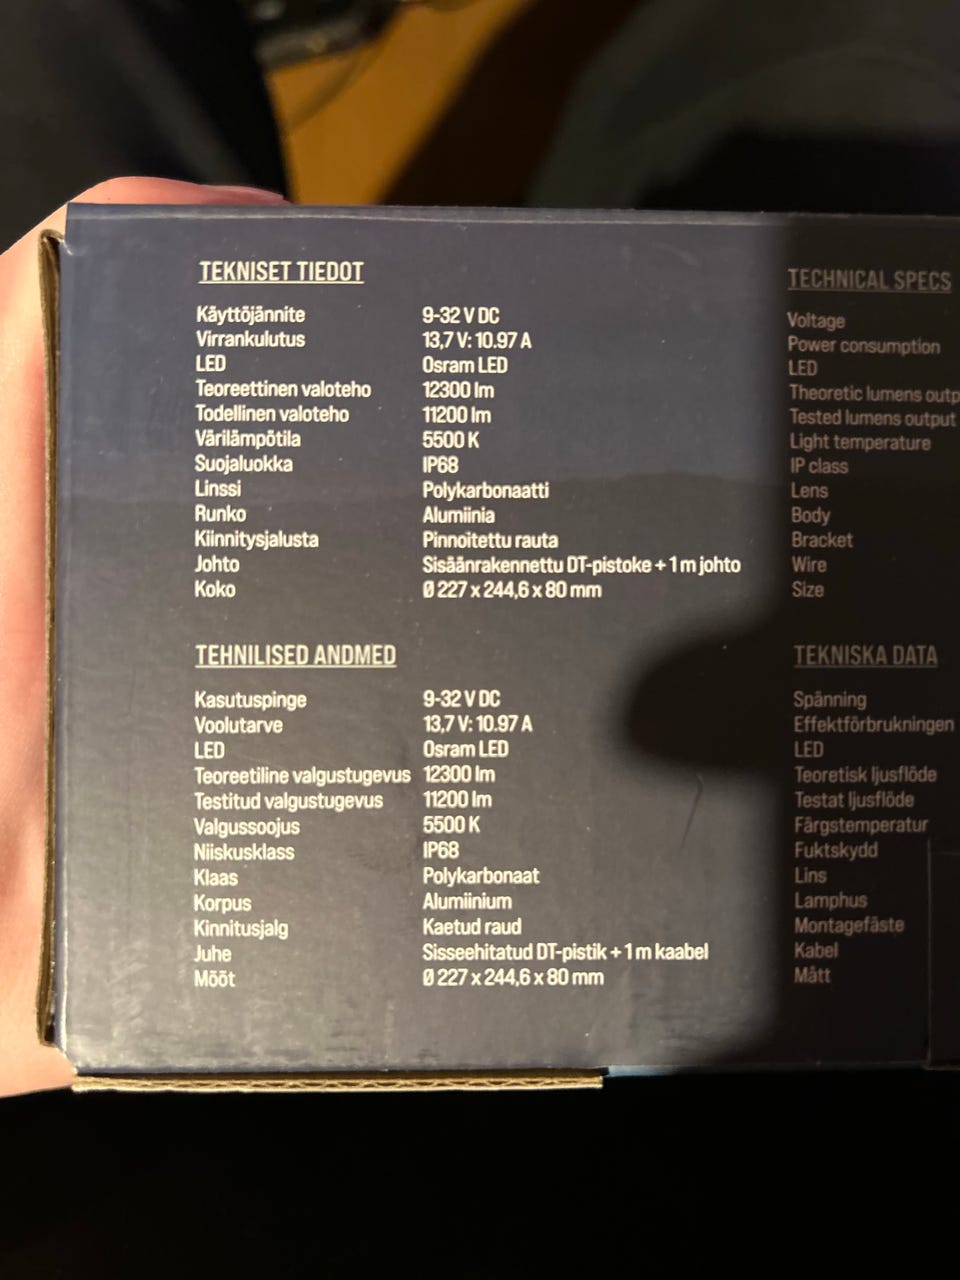 TEKNISET TIEDOT
Käyttöjännite 9-32 V DC
Virrankulutus 13,7 V: 10.97 A
LED Osram LED
Teoreettinen valoteho 12300 lm
Todellinen valoteho 11200 lm
Värilämpötila 5500 K
Suojaluokka IP68
Linssi Polykarbonaatti
Runko Alumiinia
Kiinnitysjalusta Pinnoitettu rauta
Johto Sisäänrakennettu DT-pistoke + 1 m johto
Koko Ø 227 x 244,6 x 80 mm
TEHNILISED ANDMED
Kasutuspinge 9-32 V DC
Voolutarve 13,7 V: 10.97 A
LED Osram LED
Teoreetiline valgustugevus 12300 lm
Testitud valgustugevus 11200 lm
Valgussoojus 5500 K
Niiskusklass IP68
Klaas Polykarbonaat
Korpus Alumiinium
Kinnitusjalg Kaetud raud
Juhe Sisseehitatud DT-pistik + 1 m kaabel
Mööt Ø 227 x 244,6 x 80 mm
TECHNICAL SPECS
Voltage
Power consumption
LED
Theoretic lumens outp
Tested lumens output
Light temperature
IP class
Lens
Body
Bracket
Wire
Size
TEKNISKA DATA
Spänning
Effektförbrukningen
LED
Teoretisk ljusflöde
Testat ljusflöde
Färgstemperatur
Fuktskydd
Lins
Lamphus
Montagefäste
Kabel
Mått